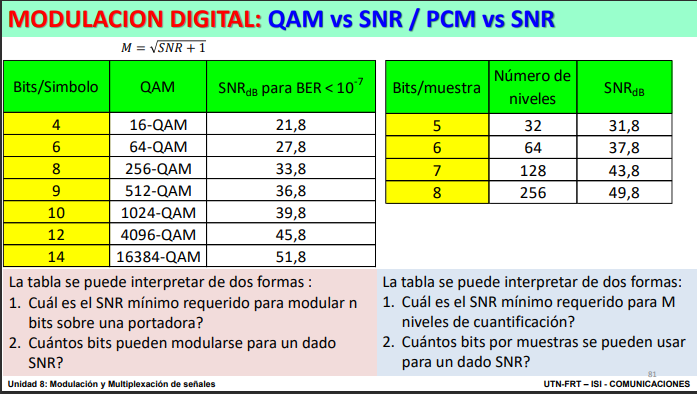 MODULACION DIGITAL: QAM vs SNR / PCM vs SNR
M = √SNR + 1
Bits/Simbolo QAM SNRdB para BER < 10-7
4 16-QAM 21,8
6 64-QAM 27,8
8 256-QAM 33,8
9 512-QAM 36,8
10 1024-QAM 39,8
12 4096-QAM 45,8
14 16384-QAM 51,8
Bits/muestra Número de niveles SNRdB
5 32 31,8
6 64 37,8
7 128 43,8
8 256 49,8
La tabla se puede interpretar de dos formas :
1. Cuál es el SNR mínimo requerido para modular n
bits sobre una portadora?
2. Cuántos bits pueden modularse para un dado
SNR?
La tabla se puede interpretar de dos formas:
1. Cuál es el SNR mínimo requerido para M
niveles de cuantificación?
2. Cuántos bits por muestras se pueden usar
para un dado SNR?
81
Unidad 8: Modulación y Multiplexación de señales
UTN-FRT – ISI - COMUNICACIONES